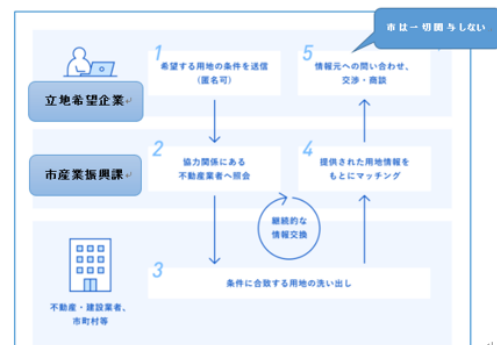 市は一切関与しない
1
希望する用地の条件を送信
(匿名可)
5
情報元への問い合わせ、
交渉・商談
立地希望企業
市産業振興課
2
協力関係にある
不動産業者へ照会
4
提供された用地情報を
もとにマッチング
継続的な
情報交換
3
条件に合致する用地の洗い出し
不動産・建設業者、
市町村等